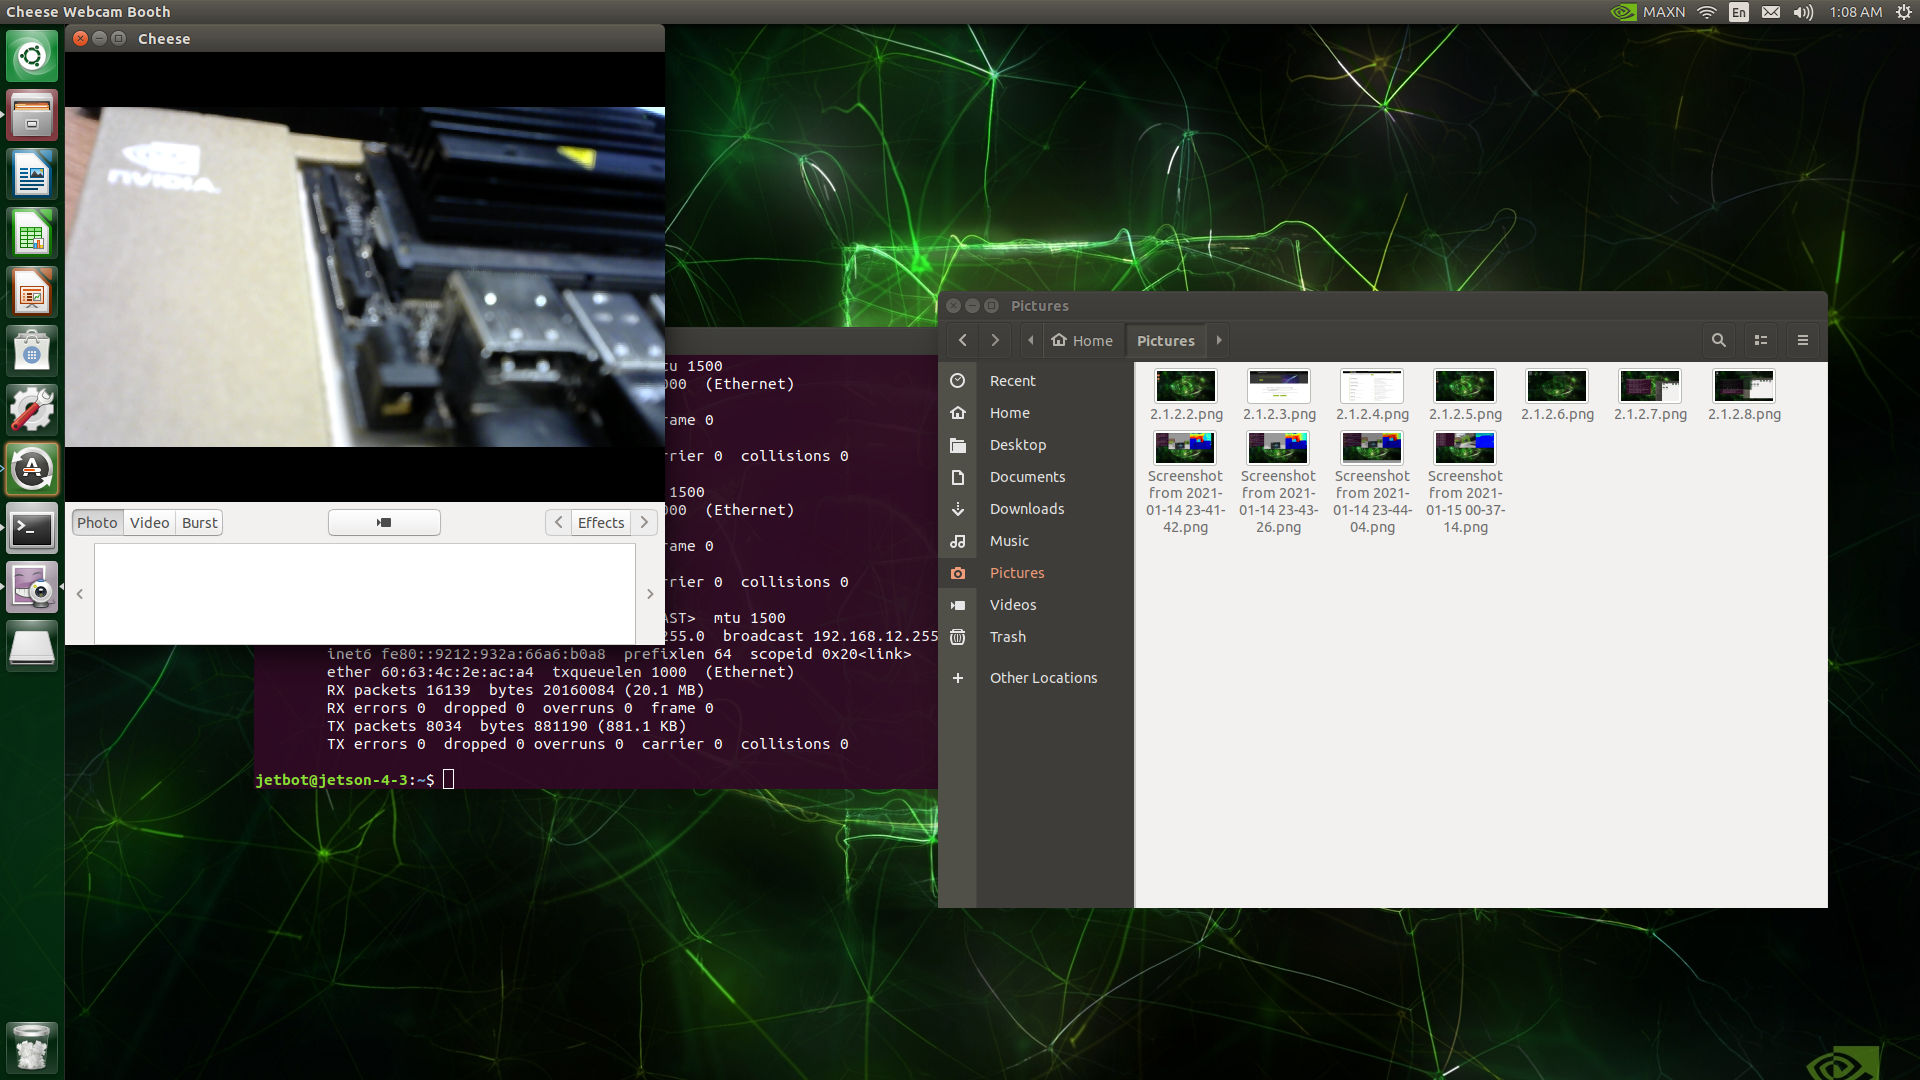 Cheese Webcam Booth
MAXN
En
1:08 AM
Cheese
NVIDIA
Photo
Video
Burst
Effects
mtu 1500
(Ethernet)
frame 0
carrier 0 collisions 0
1500
(Ethernet)
frame 0
carrier 0 collisions 0
mtu 1500
255.0 broadcast 192.168.12.255
inet6 fe80::9212:932a:66a6:b0a8 prefixlen 64 scopeid 0x20<link>
ether 60:63:4c:2e:ac:a4 txqueuelen 1000 (Ethernet)
RX packets 16139 bytes 20160084 (20.1 MB)
RX errors 0 dropped 0 overruns 0 frame 0
TX packets 8034 bytes 881190 (881.1 KB)
TX errors 0 dropped 0 overruns 0 carrier 0 collisions 0
jetbot@jetson-4-3:~$
Pictures
Home
Pictures
Recent
Home
Desktop
Documents
Downloads
Music
Pictures
Videos
Trash
Other Locations
2.1.2.2.png
2.1.2.3.png
2.1.2.4.png
2.1.2.5.png
2.1.2.6.png
2.1.2.7.png
2.1.2.8.png
Screenshot
from 2021-
01-14 23-41-
42.png
Screenshot
from 2021-
01-14 23-43-
26.png
Screenshot
from 2021-
01-14 23-44-
04.png
Screenshot
from 2021-
01-15 00-37-
14.png